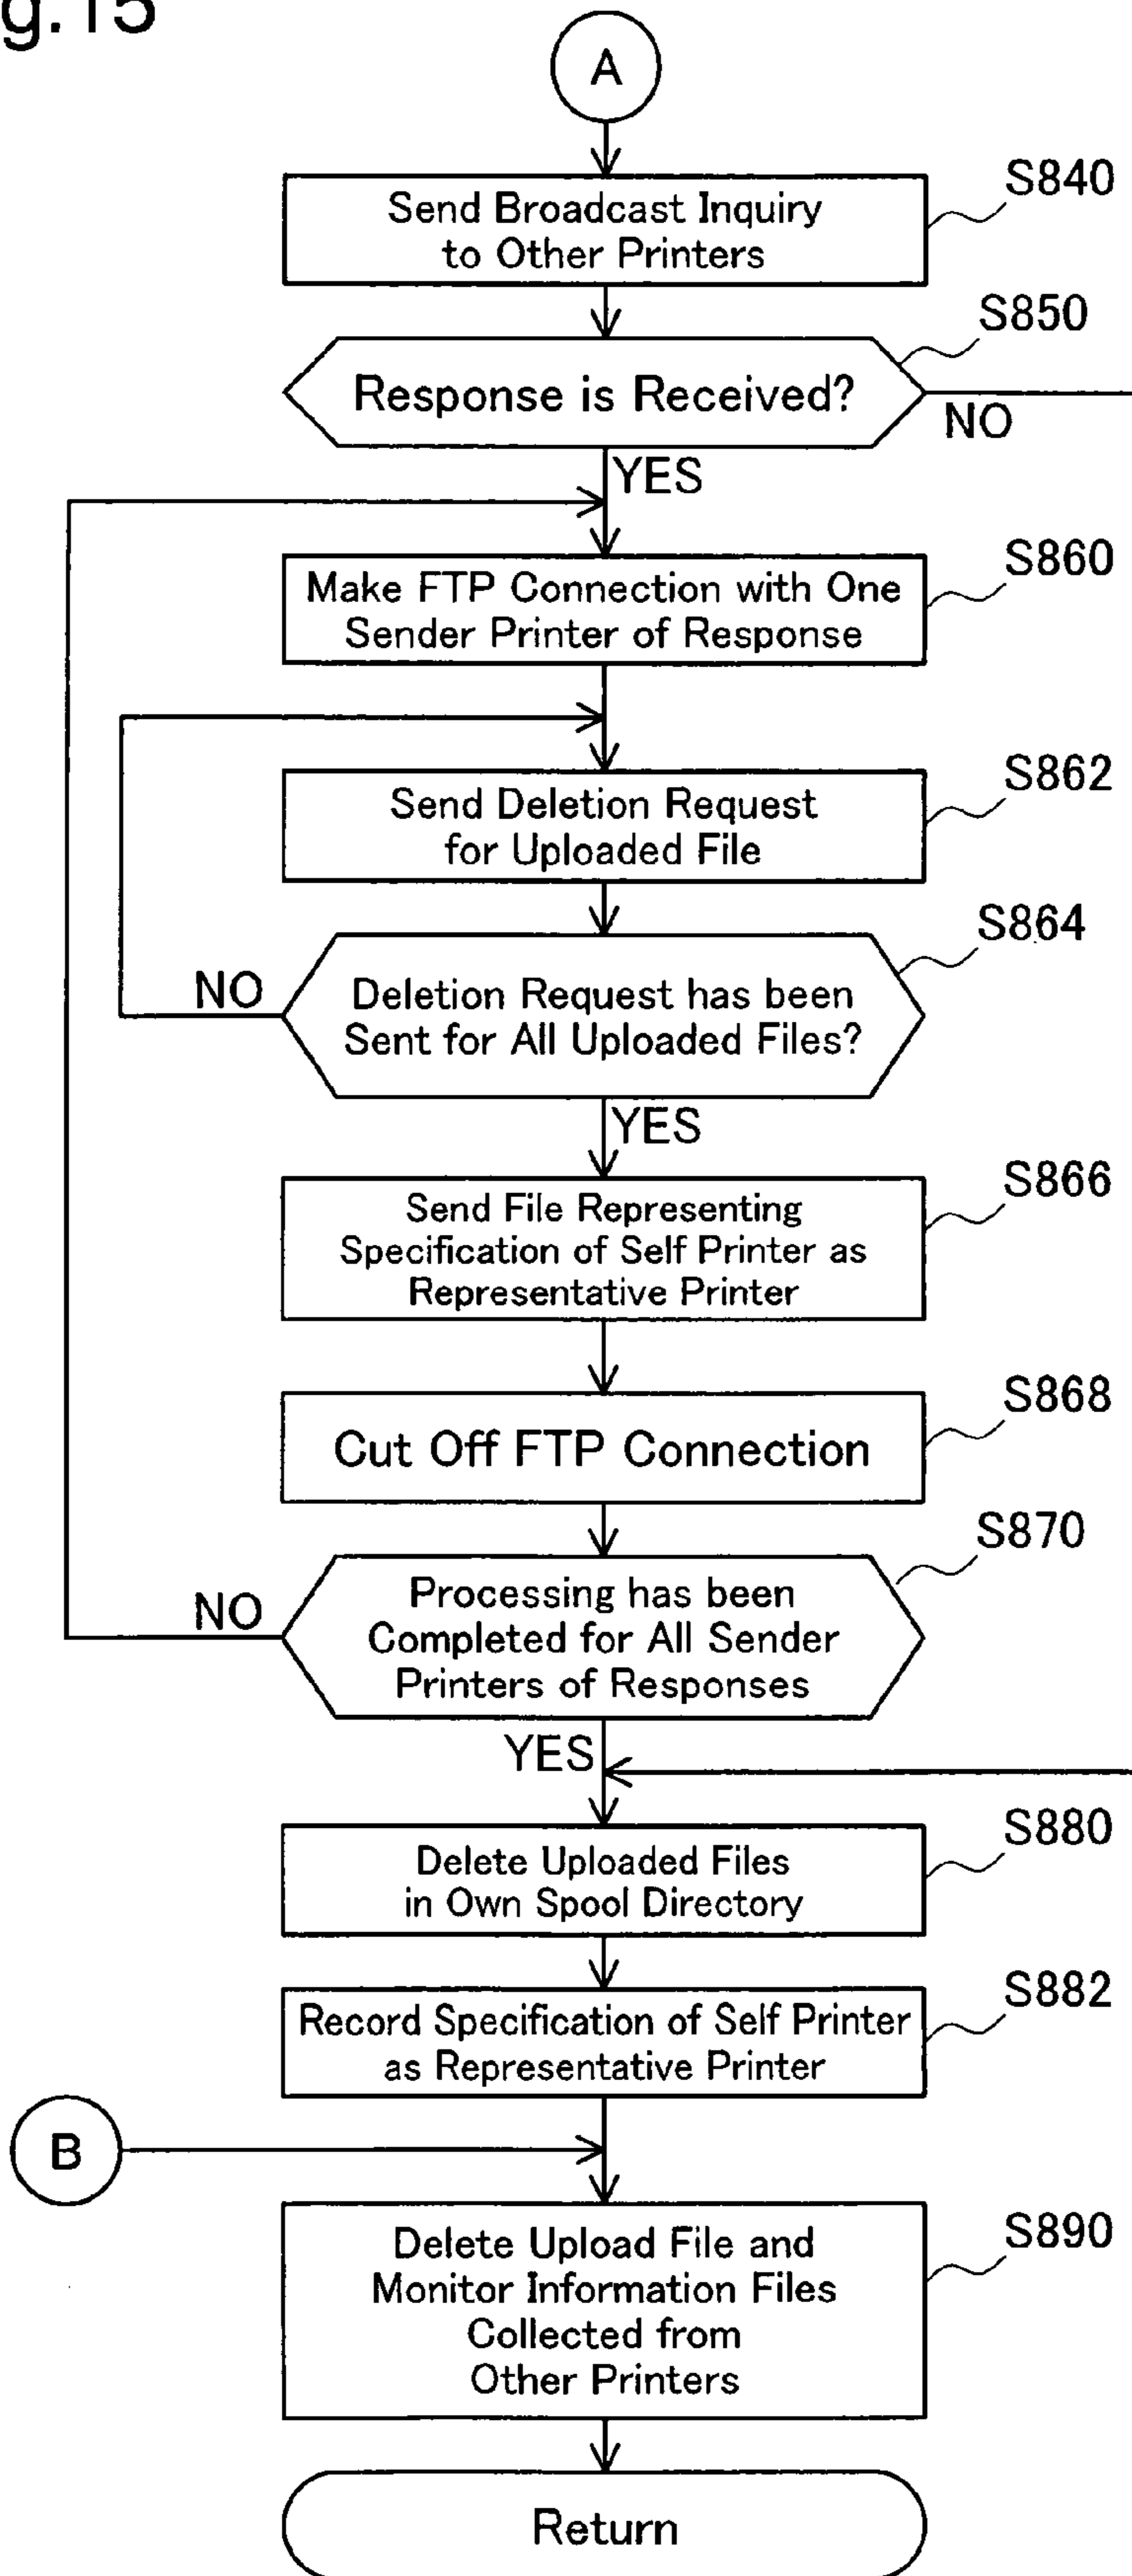 g.15
A
S840
Send Broadcast Inquiry
to Other Printers
S850
Response is Received?
NO
YES
S860
Make FTP Connection with One
Sender Printer of Response
S862
Send Deletion Request
for Uploaded File
S864
NO
Deletion Request has been
Sent for All Uploaded Files?
YES
S866
Send File Representing
Specification of Self Printer as
Representative Printer
S868
Cut Off FTP Connection
S870
NO
Processing has been
Completed for All Sender
Printers of Responses
YES
S880
Delete Uploaded Files
in Own Spool Directory
S882
Record Specification of Self Printer
as Representative Printer
B
S890
Delete Upload File and
Monitor Information Files
Collected from
Other Printers
Return